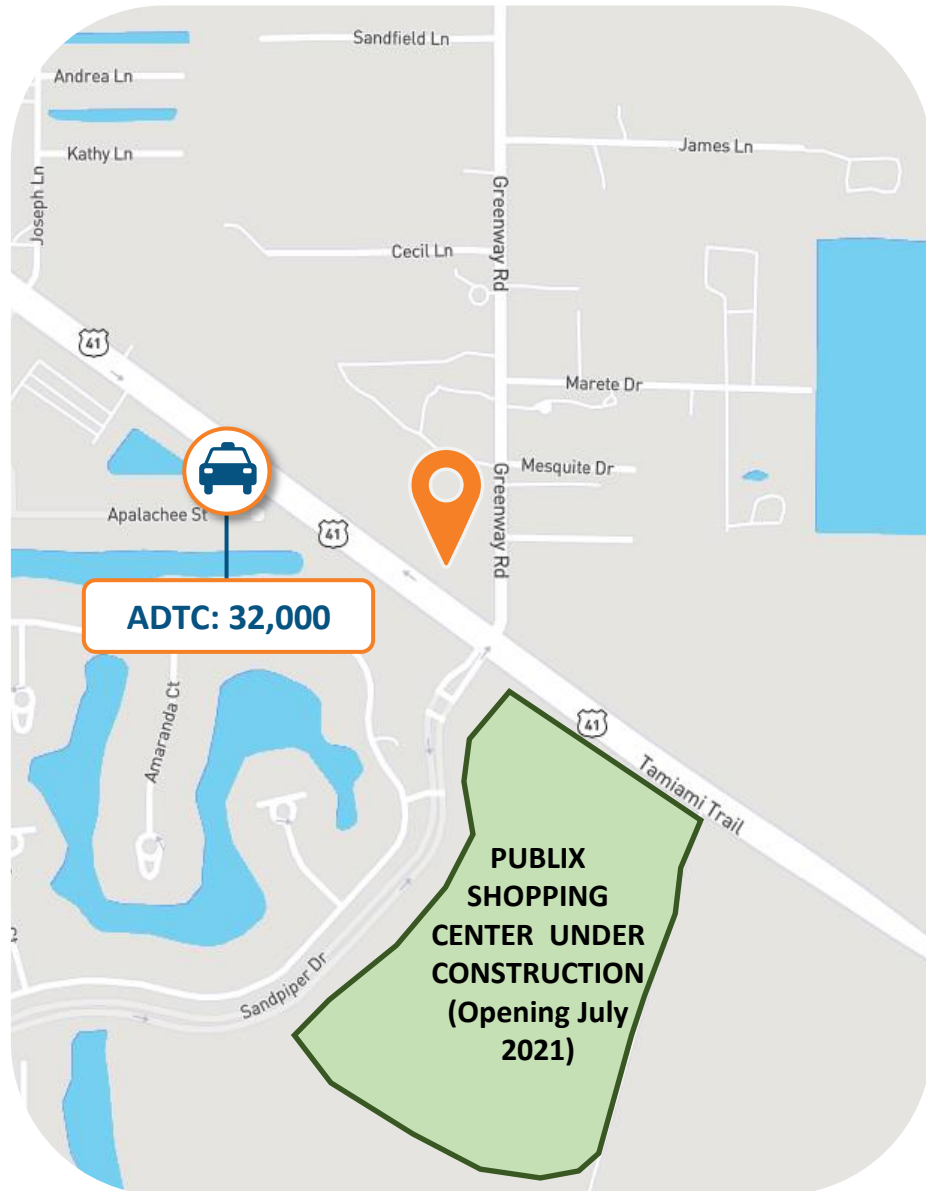 Sandfield Ln
Andrea Ln
James Ln
Kathy Ln
Joseph Ln
Greenway Rd
Cecil Ln
41
Marete Dr
Mesquite Dr
Greenway Rd
Apalachee St
41
ADTC: 32,000
Amaranda Ct
41
Tamiami Trail
PUBLIX
SHOPPING
CENTER UNDER
CONSTRUCTION
(Opening July
2021)
Sandpiper Dr